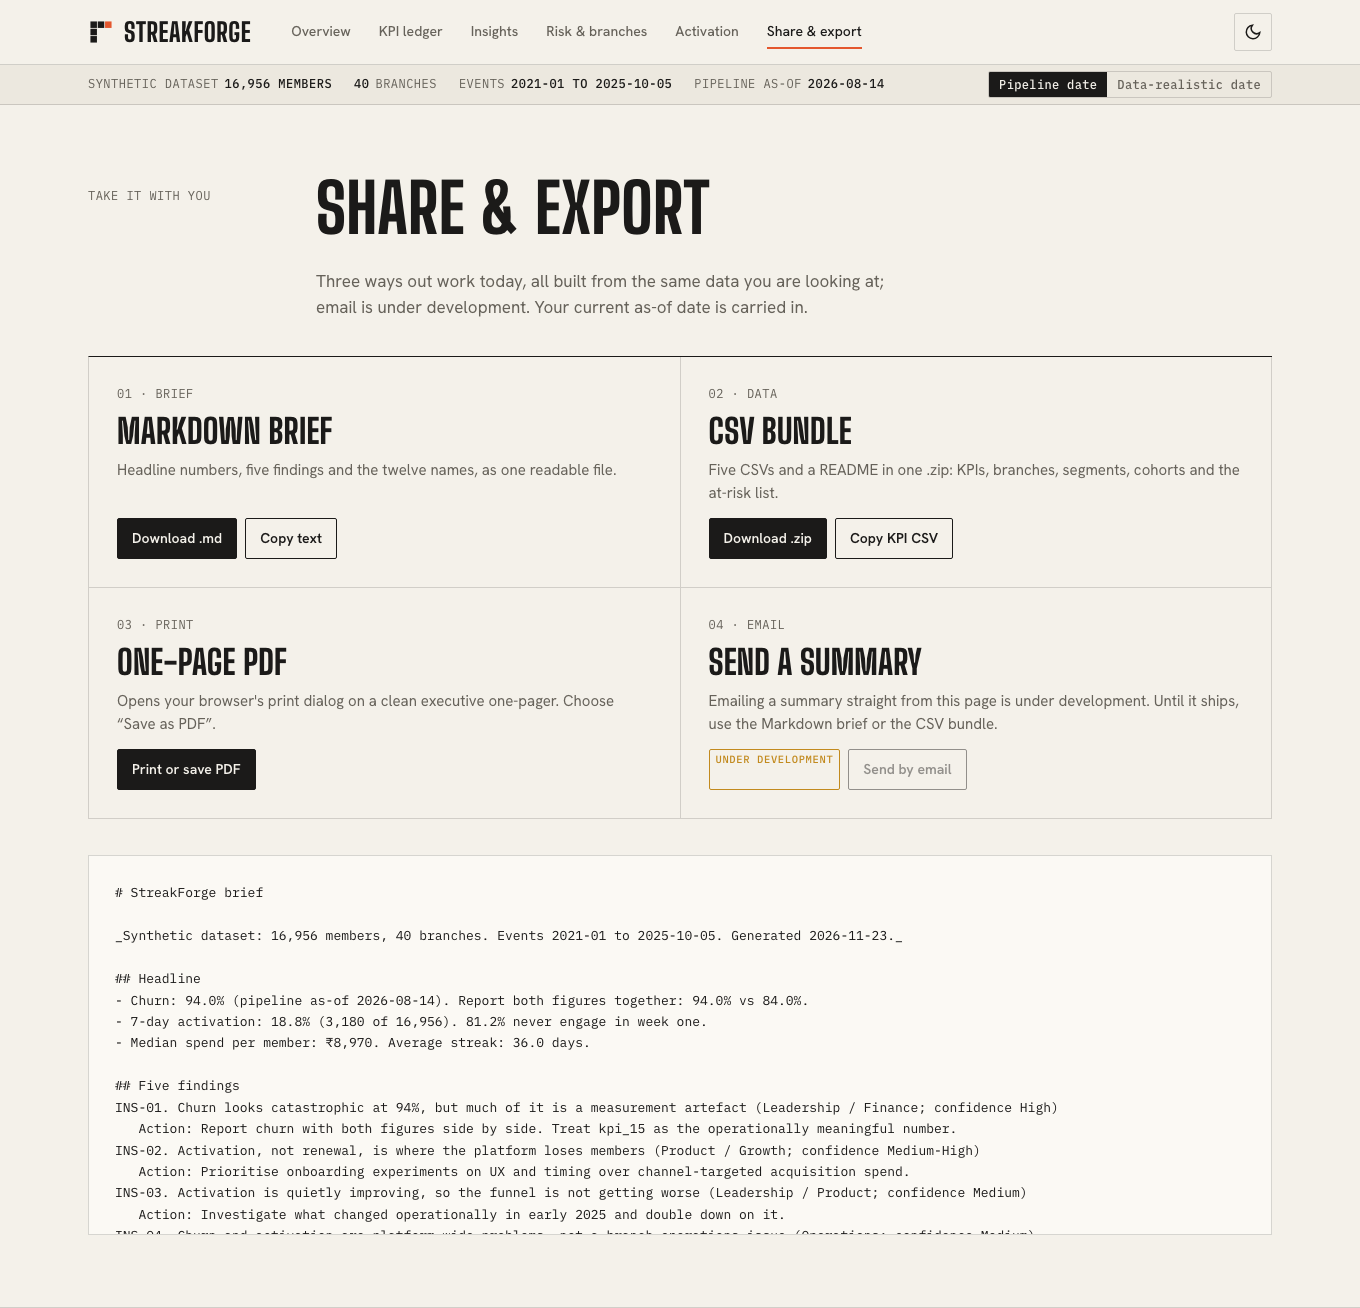 STREAKFORGE
Overview
KPI ledger
Insights
Risk & branches
Activation
Share & export
SYNTHETIC DATASET 16,956 MEMBERS
40 BRANCHES
EVENTS 2021-01 TO 2025-10-05
PIPELINE AS-OF 2026-08-14
Pipeline date
Data-realistic date
TAKE IT WITH YOU
SHARE & EXPORT
Three ways out work today, all built from the same data you are looking at;
email is under development. Your current as-of date is carried in.
01 · BRIEF
MARKDOWN BRIEF
Headline numbers, five findings and the twelve names, as one readable file.
Download .md
Copy text
02 · DATA
CSV BUNDLE
Five CSVs and a README in one .zip: KPIs, branches, segments, cohorts and the
at-risk list.
Download .zip
Copy KPI CSV
03 · PRINT
ONE-PAGE PDF
Opens your browser's print dialog on a clean executive one-pager. Choose
“Save as PDF”.
Print or save PDF
04 · EMAIL
SEND A SUMMARY
Emailing a summary straight from this page is under development. Until it ships,
use the Markdown brief or the CSV bundle.
UNDER DEVELOPMENT
Send by email
# StreakForge brief
_Synthetic dataset: 16,956 members, 40 branches. Events 2021-01 to 2025-10-05. Generated 2026-11-23._
## Headline
- Churn: 94.0% (pipeline as-of 2026-08-14). Report both figures together: 94.0% vs 84.0%.
- 7-day activation: 18.8% (3,180 of 16,956). 81.2% never engage in week one.
- Median spend per member: ₹8,970. Average streak: 36.0 days.
## Five findings
INS-01. Churn looks catastrophic at 94%, but much of it is a measurement artefact (Leadership / Finance; confidence High)
Action: Report churn with both figures side by side. Treat kpi_15 as the operationally meaningful number.
INS-02. Activation, not renewal, is where the platform loses members (Product / Growth; confidence Medium-High)
Action: Prioritise onboarding experiments on UX and timing over channel-targeted acquisition spend.
INS-03. Activation is quietly improving, so the funnel is not getting worse (Leadership / Product; confidence Medium)
Action: Investigate what changed operationally in early 2025 and double down on it.
INS-04. Churn and activation are platform-wide problems, not a branch operations issue (Operations; confidence Medium)